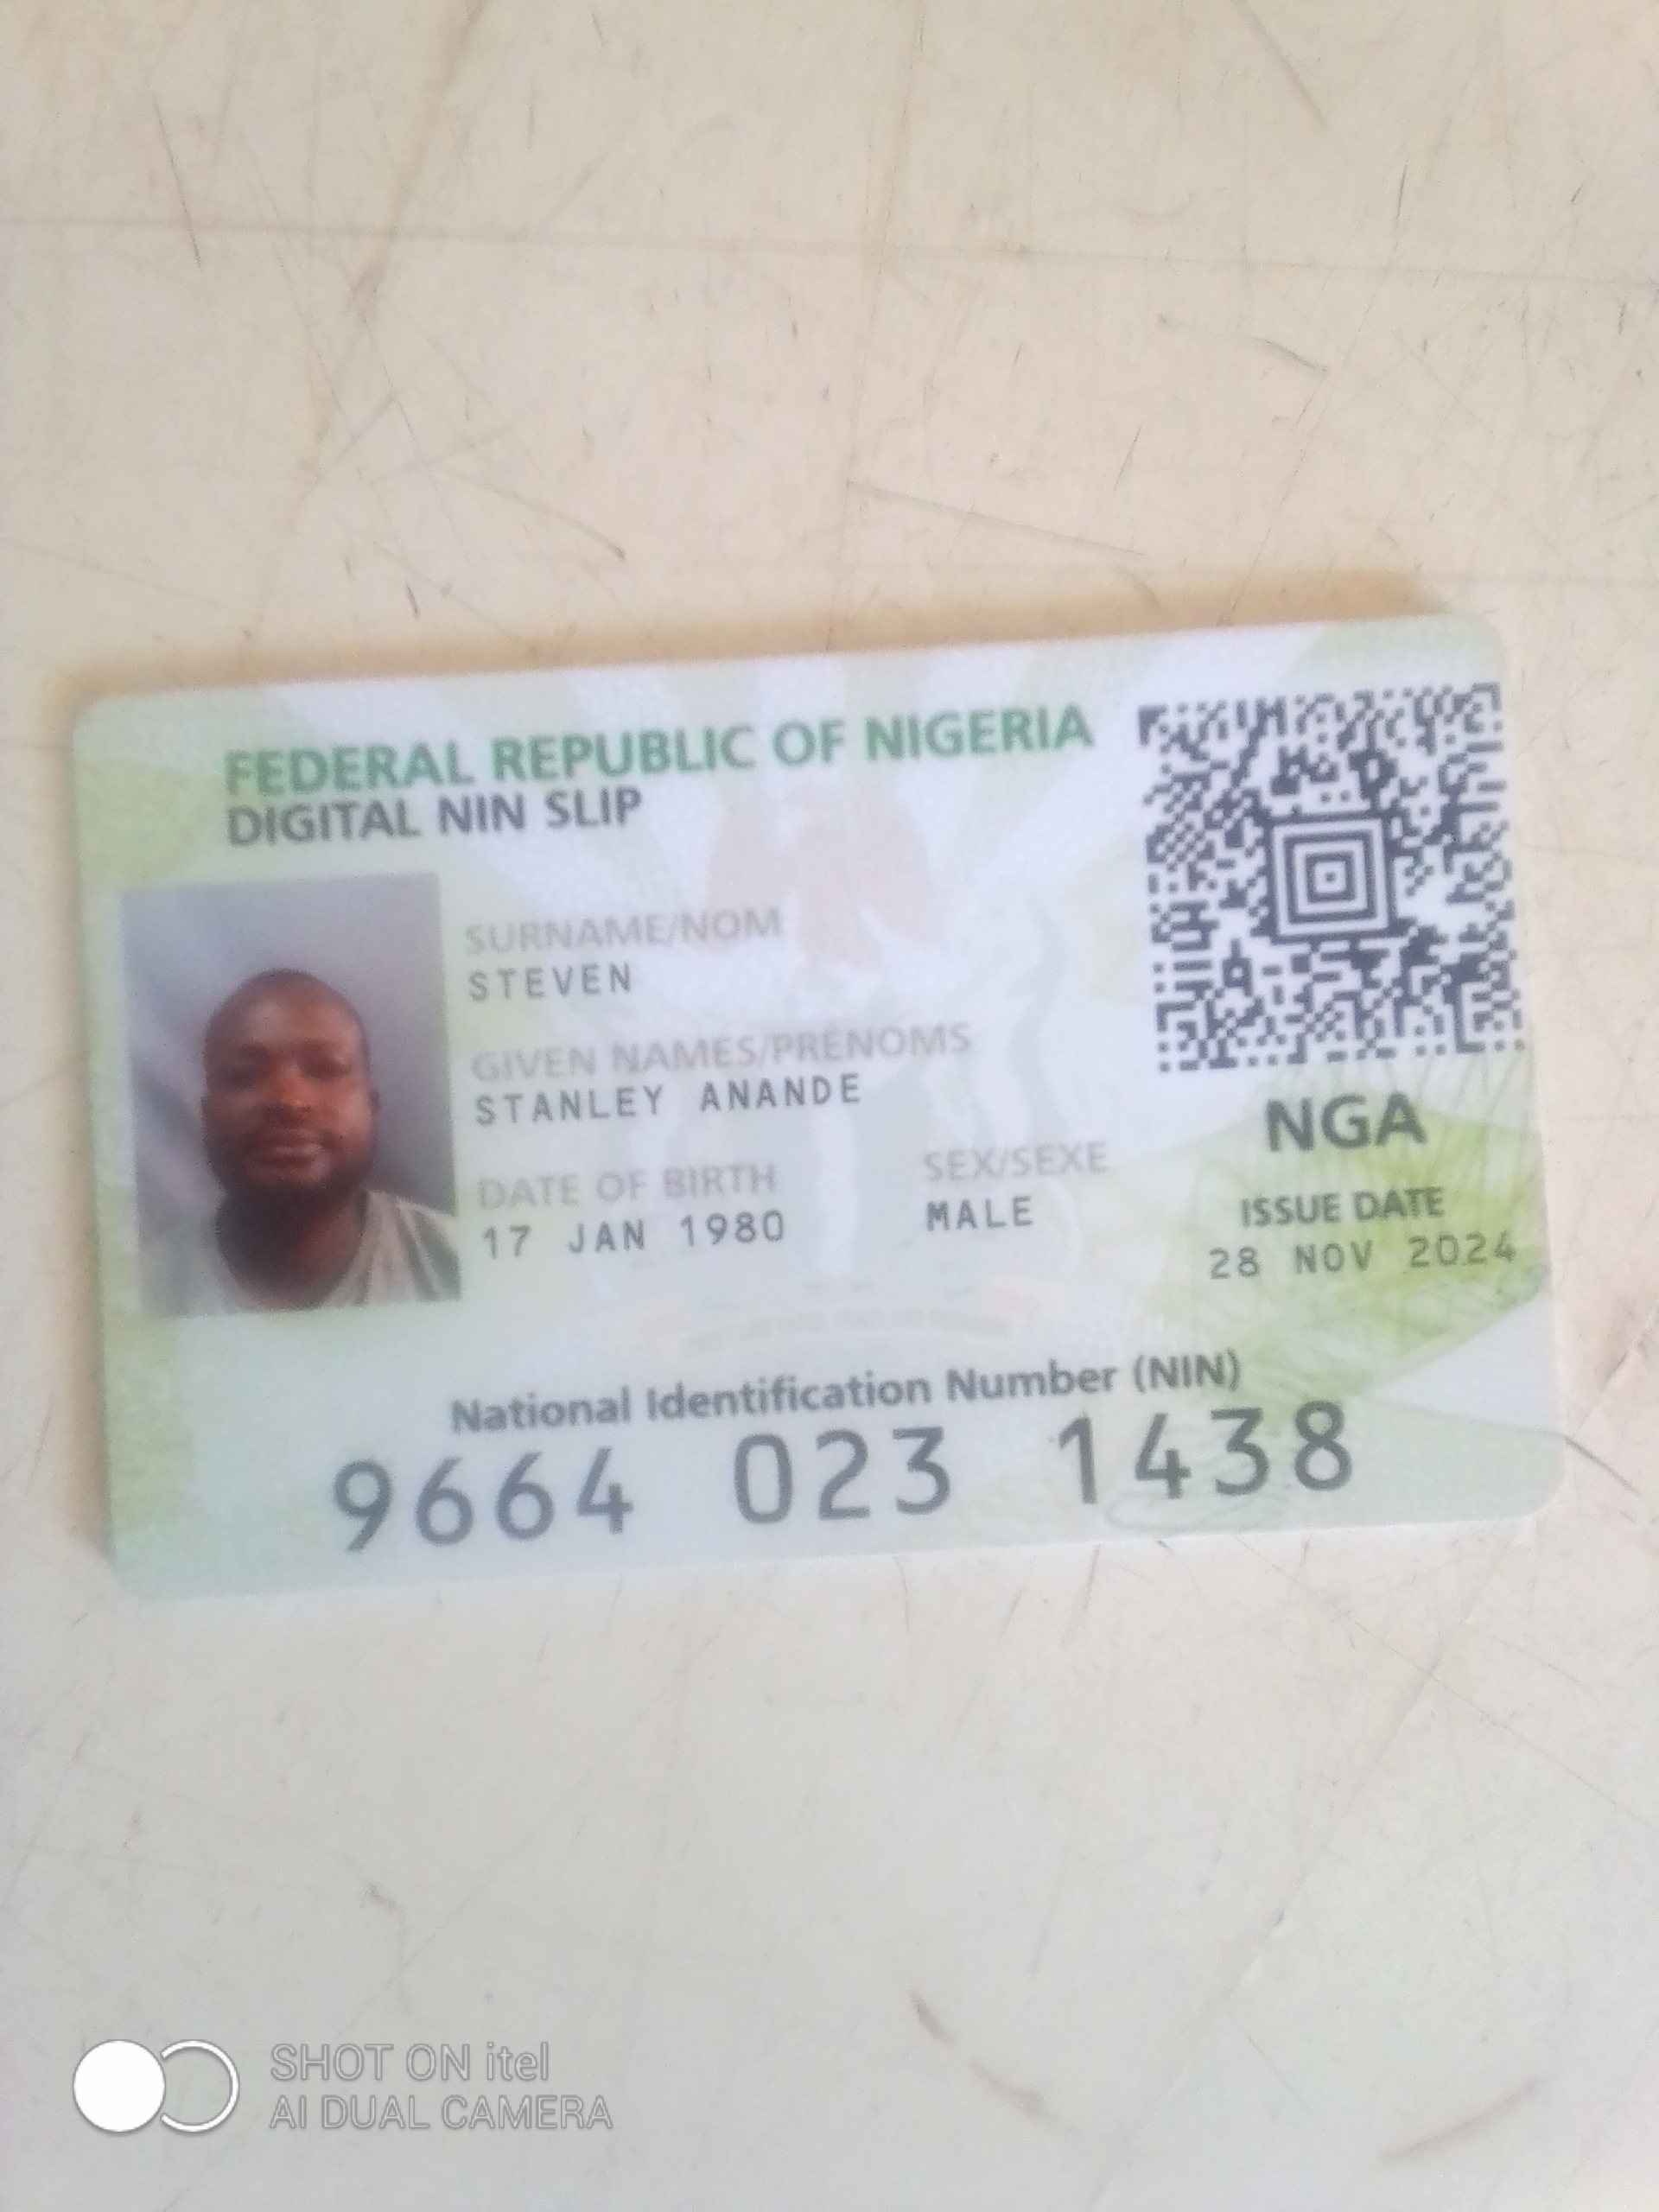 FEDERAL REPUBLIC OF NIGERIA
DIGITAL NIN SLIP
SURNAME/NOM
STEVEN
GIVEN NAMES/PRÉNOMS
STANLEY ANANDE
DATE OF BIRTH
17 JAN 1980
SEX/SEXE
MALE
NGA
ISSUE DATE
28 NOV 2024
National Identification Number (NIN)
9664 023 1438
SHOT ON itel
AI DUAL CAMERA